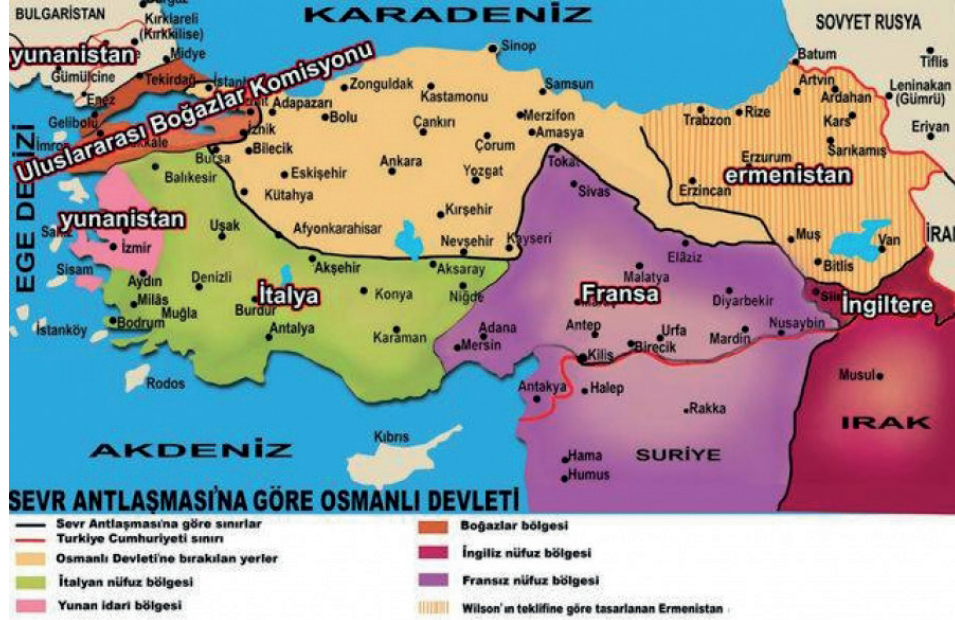 KARADENİZ
BULGARİSTAN
SOVYET RUSYA
Kırklareli
(Kırkkilise)
yunanistan
Midye
Gümülcine
Tekirdağ
Enez
Gelibolu
Uluslararası Boğazlar Komisyonu
Adapazarı
İznik
Bilecik
Bursa
Balıkesir
Zonguldak
Bolu
Kastamonu
Sinop
Samsun
Çankırı
Merzifon
Amasya
Çorum
Tokat
Ankara
Yozgat
Sivas
Eskişehir
Kütahya
Kırşehir
Nevşehir
Kayseri
Afyonkarahisar
Batum
Artvin
Ardahan
Tiflis
Leninakan
(Gümrü)
Trabzon
Rize
Kars
Sarıkamış
Erivan
Erzurum
Erzincan
ermenistan
İRAN
Muş
Van
Bitlis
EGE DENİZİ
yunanistan
İzmir
Sisam
Aydın
Milâs
Muğla
Bodrum
İstanköy
Rodos
Uşak
Denizli
Burdur
İtalya
Antalya
Akşehir
Aksaray
Konya
Niğde
Karaman
Elâziz
Malatya
Fransa
Diyarbekir
İngiltere
Adana
Mersin
Antep
Urfa
Birecik
Mardin
Nusaybin
Kilis
Antakya
Halep
Rakka
Musul
IRAK
Hama
Humus
SURİYE
AKDENİZ
Kıbrıs
SEVR ANTLAŞMASI'NA GÖRE OSMANLI DEVLETİ
Sevr Antlaşması'na göre sınırlar
Turkiye Cumhuriyeti sınırı
Osmanlı Devleti'ne bırakılan yerler
İtalyan nüfuz bölgesi
Yunan idari bölgesi
Boğazlar bölgesi
İngiliz nüfuz bölgesi
Fransız nüfuz bölgesi
Wilson'ın teklifine göre tasarlanan Ermenistan